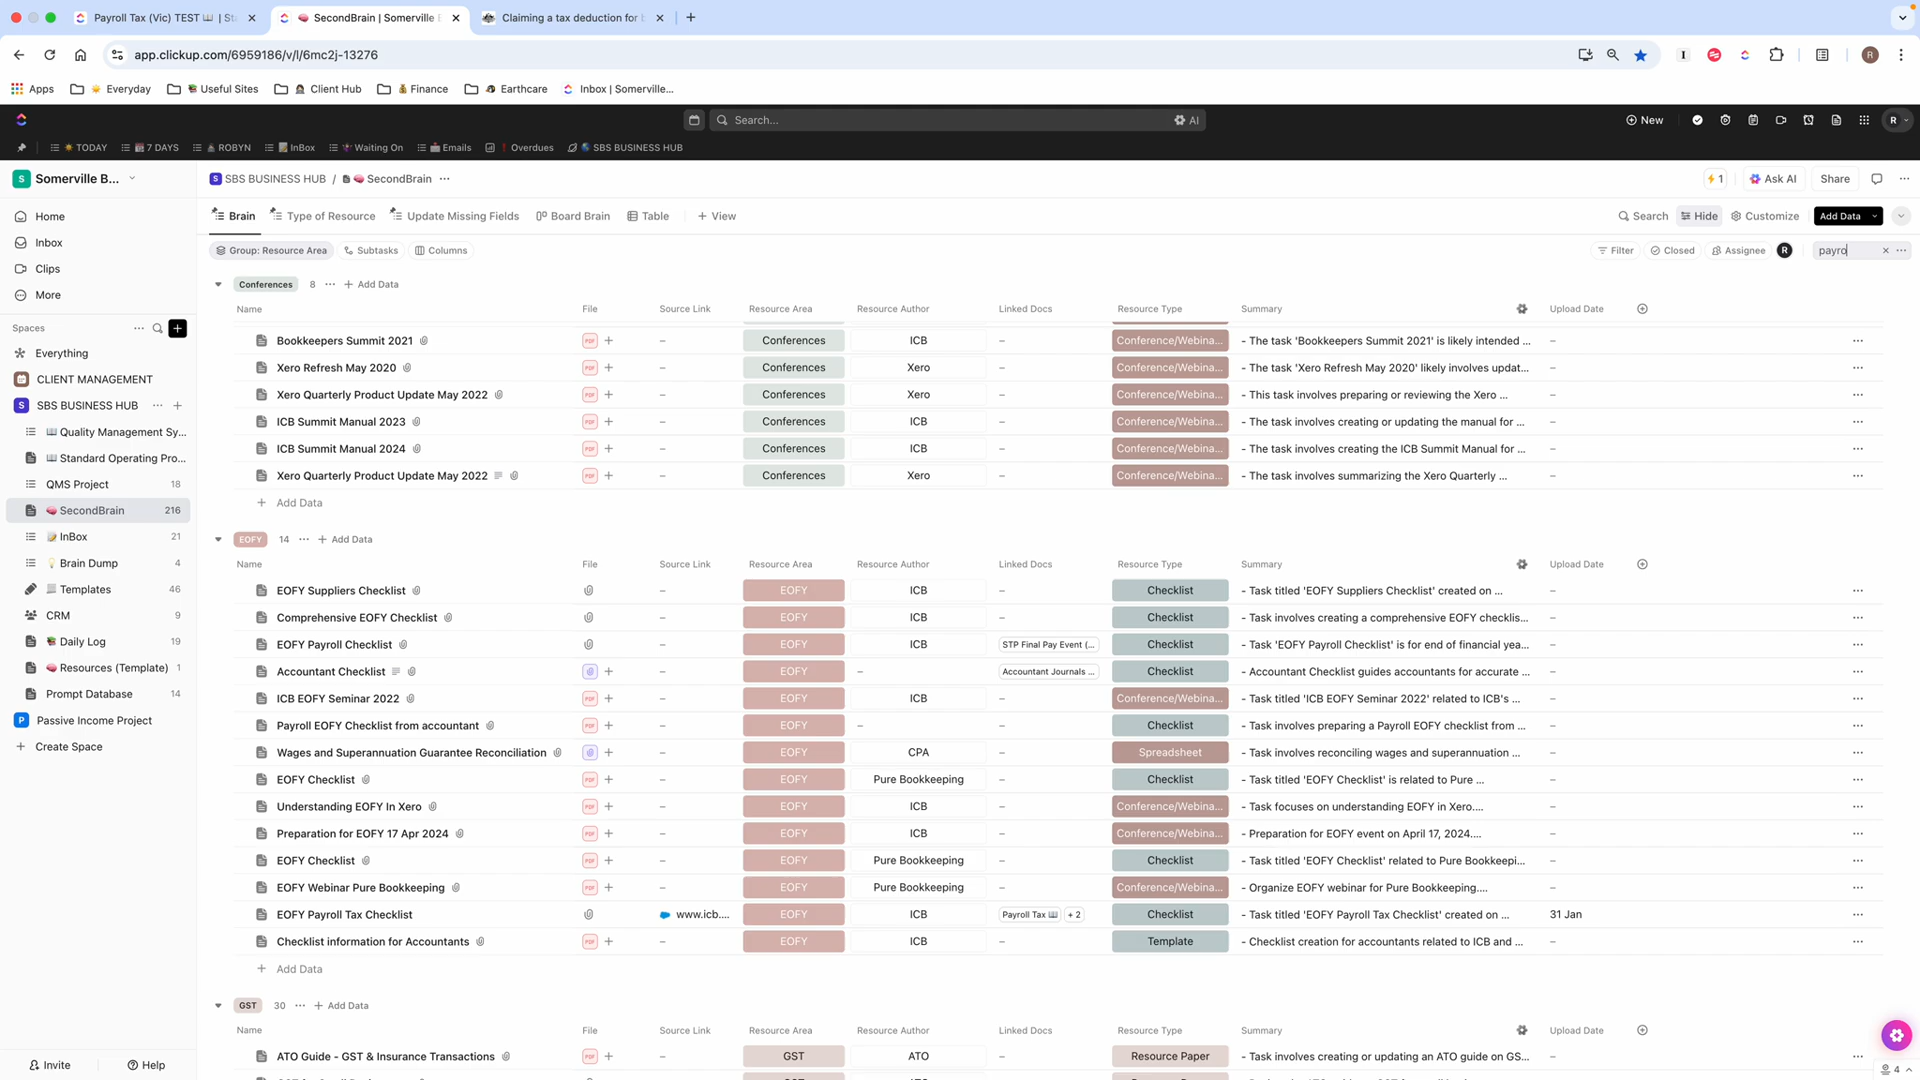 Payroll Tax (Vic) TEST 📖 | St
SecondBrain | Somerville
Claiming a tax deduction for
app.clickup.com/6959186/v/l/6mc2j-13276
R
Apps Everyday Useful Sites Client Hub Finance Earthcare Inbox | Somerville...
Search... AI New R
TODAY 7 DAYS ROBYN InBox Waiting On Emails Overdues SBS BUSINESS HUB
S Somerville B...
S SBS BUSINESS HUB / SecondBrain ... 1 Ask AI Share
Home
Inbox
Clips
More
Spaces
Everything
CLIENT MANAGEMENT
S SBS BUSINESS HUB
Quality Management Sy...
Standard Operating Pro...
QMS Project 18
SecondBrain 216
InBox 21
Brain Dump 4
Templates 46
CRM 9
Daily Log 19
Resources (Template) 1
Prompt Database 14
P Passive Income Project
Create Space
Invite Help
Brain Type of Resource Update Missing Fields Board Brain Table + View Search Hide Customize Add Data
Group: Resource Area Subtasks Columns Filter Closed Assignee R payro
Conferences 8 ... + Add Data
Name File Source Link Resource Area Resource Author Linked Docs Resource Type Summary Upload Date
Bookkeepers Summit 2021 PDF + – Conferences ICB – Conference/Webina... - The task 'Bookkeepers Summit 2021' is likely intended ... –
Xero Refresh May 2020 PDF + – Conferences Xero – Conference/Webina... - The task 'Xero Refresh May 2020' likely involves updat... –
Xero Quarterly Product Update May 2022 PDF + – Conferences Xero – Conference/Webina... - This task involves preparing or reviewing the Xero ... –
ICB Summit Manual 2023 PDF + – Conferences ICB – Conference/Webina... - The task involves creating or updating the manual for ... –
ICB Summit Manual 2024 PDF + – Conferences ICB – Conference/Webina... - The task involves creating the ICB Summit Manual for ... –
Xero Quarterly Product Update May 2022 PDF + – Conferences Xero – Conference/Webina... - The task involves summarizing the Xero Quarterly ... –
+ Add Data
EOFY 14 ... + Add Data
Name File Source Link Resource Area Resource Author Linked Docs Resource Type Summary Upload Date
EOFY Suppliers Checklist – EOFY ICB – Checklist - Task titled 'EOFY Suppliers Checklist' created on ... –
Comprehensive EOFY Checklist – EOFY ICB – Checklist - Task involves creating a comprehensive EOFY checklis... –
EOFY Payroll Checklist – EOFY ICB STP Final Pay Event (... Checklist - Task 'EOFY Payroll Checklist' is for end of financial yea... –
Accountant Checklist + – EOFY – Accountant Journals ... Checklist - Accountant Checklist guides accountants for accurate ... –
ICB EOFY Seminar 2022 PDF + – EOFY ICB – Conference/Webina... - Task titled 'ICB EOFY Seminar 2022' related to ICB's ... –
Payroll EOFY Checklist from accountant PDF + – EOFY – – Checklist - Task involves preparing a Payroll EOFY checklist from ... –
Wages and Superannuation Guarantee Reconciliation + – EOFY CPA – Spreadsheet - Task involves reconciling wages and superannuation ... –
EOFY Checklist PDF + – EOFY Pure Bookkeeping – Checklist - Task titled 'EOFY Checklist' is related to Pure ... –
Understanding EOFY In Xero PDF + – EOFY ICB – Conference/Webina... - Task focuses on understanding EOFY in Xero.... –
Preparation for EOFY 17 Apr 2024 PDF + – EOFY ICB – Conference/Webina... - Preparation for EOFY event on April 17, 2024.... –
EOFY Checklist PDF + – EOFY Pure Bookkeeping – Checklist - Task titled 'EOFY Checklist' related to Pure Bookkeepi... –
EOFY Webinar Pure Bookkeeping PDF + – EOFY Pure Bookkeeping – Conference/Webina... - Organize EOFY webinar for Pure Bookkeeping.... –
EOFY Payroll Tax Checklist www.icb.... EOFY ICB Payroll Tax 📖 + 2 Checklist - Task titled 'EOFY Payroll Tax Checklist' created on ... 31 Jan
Checklist information for Accountants PDF + – EOFY ICB – Template - Checklist creation for accountants related to ICB and ... –
+ Add Data
GST 30 ... + Add Data
Name File Source Link Resource Area Resource Author Linked Docs Resource Type Summary Upload Date
ATO Guide - GST & Insurance Transactions PDF + – GST ATO – Resource Paper - Task involves creating or updating an ATO guide on GS... –
4